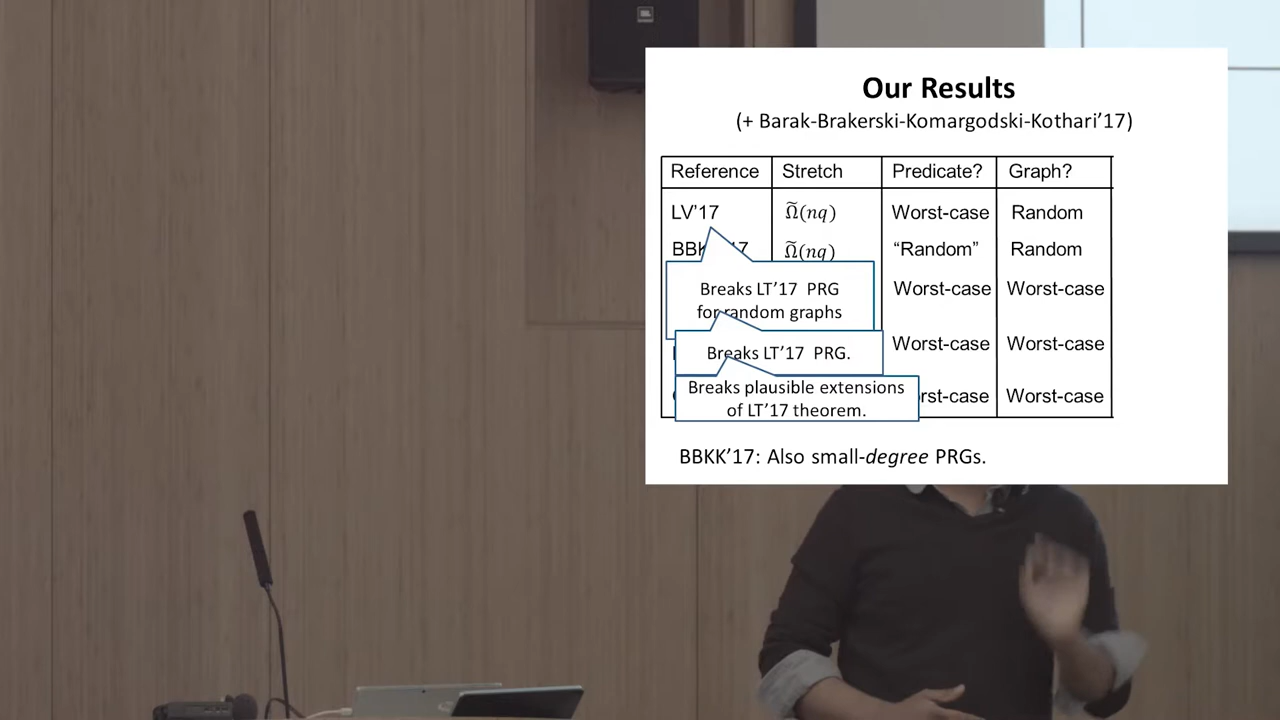 Our Results
(+ Barak-Brakerski-Komargodski-Kothari'17)
Reference Stretch Predicate? Graph?
LV'17 Ω̃(nq) Worst-case Random
Ω̃(nq) “Random” Random
Breaks LT'17 PRG Worst-case Worst-case
for random graphs
Breaks LT'17 PRG. Worst-case Worst-case
Breaks plausible extensions
of LT'17 theorem. Worst-case
BBKK'17: Also small-degree PRGs.